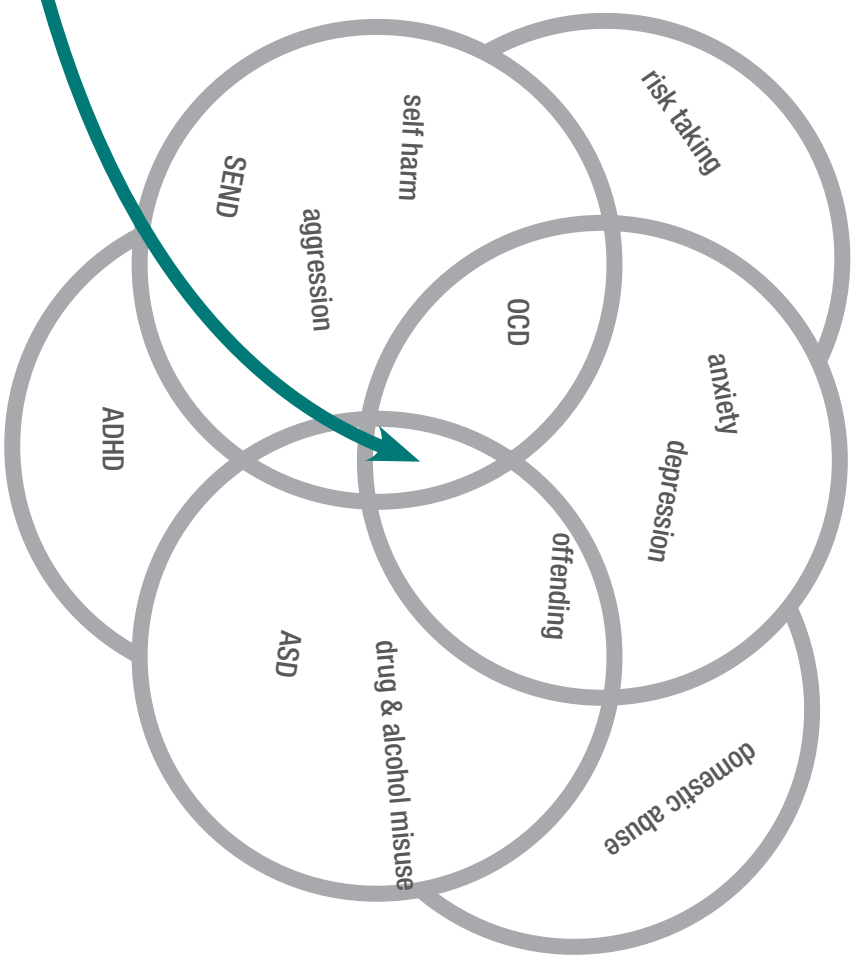 risk taking
anxiety
depression
domestic abuse
OCD
offending
self harm
aggression
SEND
drug & alcohol misuse
ASD
ADHD